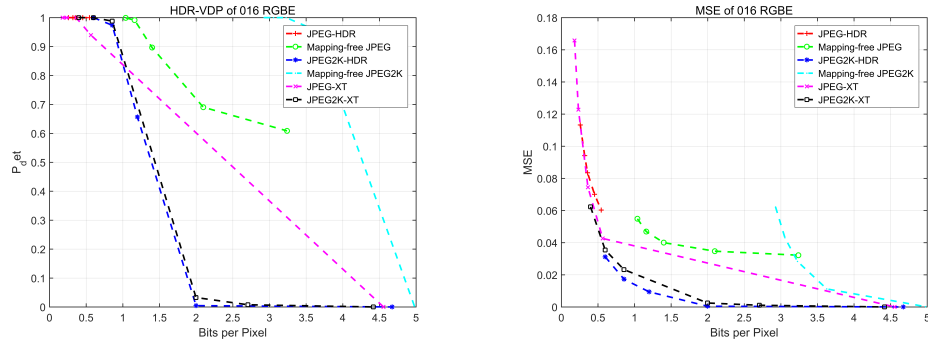 HDR-VDP of 016 RGBE
1
0.9
0.8
0.7
0.6
0.5
0.4
0.3
0.2
0.1
0
P_det
JPEG-HDR
Mapping-free JPEG
JPEG2K-HDR
Mapping-free JPEG2K
JPEG-XT
JPEG2K-XT
0 0.5 1 1.5 2 2.5 3 3.5 4 4.5 5
Bits per Pixel
MSE of 016 RGBE
0.18
0.16
0.14
0.12
0.1
0.08
0.06
0.04
0.02
0
MSE
JPEG-HDR
Mapping-free JPEG
JPEG2K-HDR
Mapping-free JPEG2K
JPEG-XT
JPEG2K-XT
0 0.5 1 1.5 2 2.5 3 3.5 4 4.5 5
Bits per Pixel